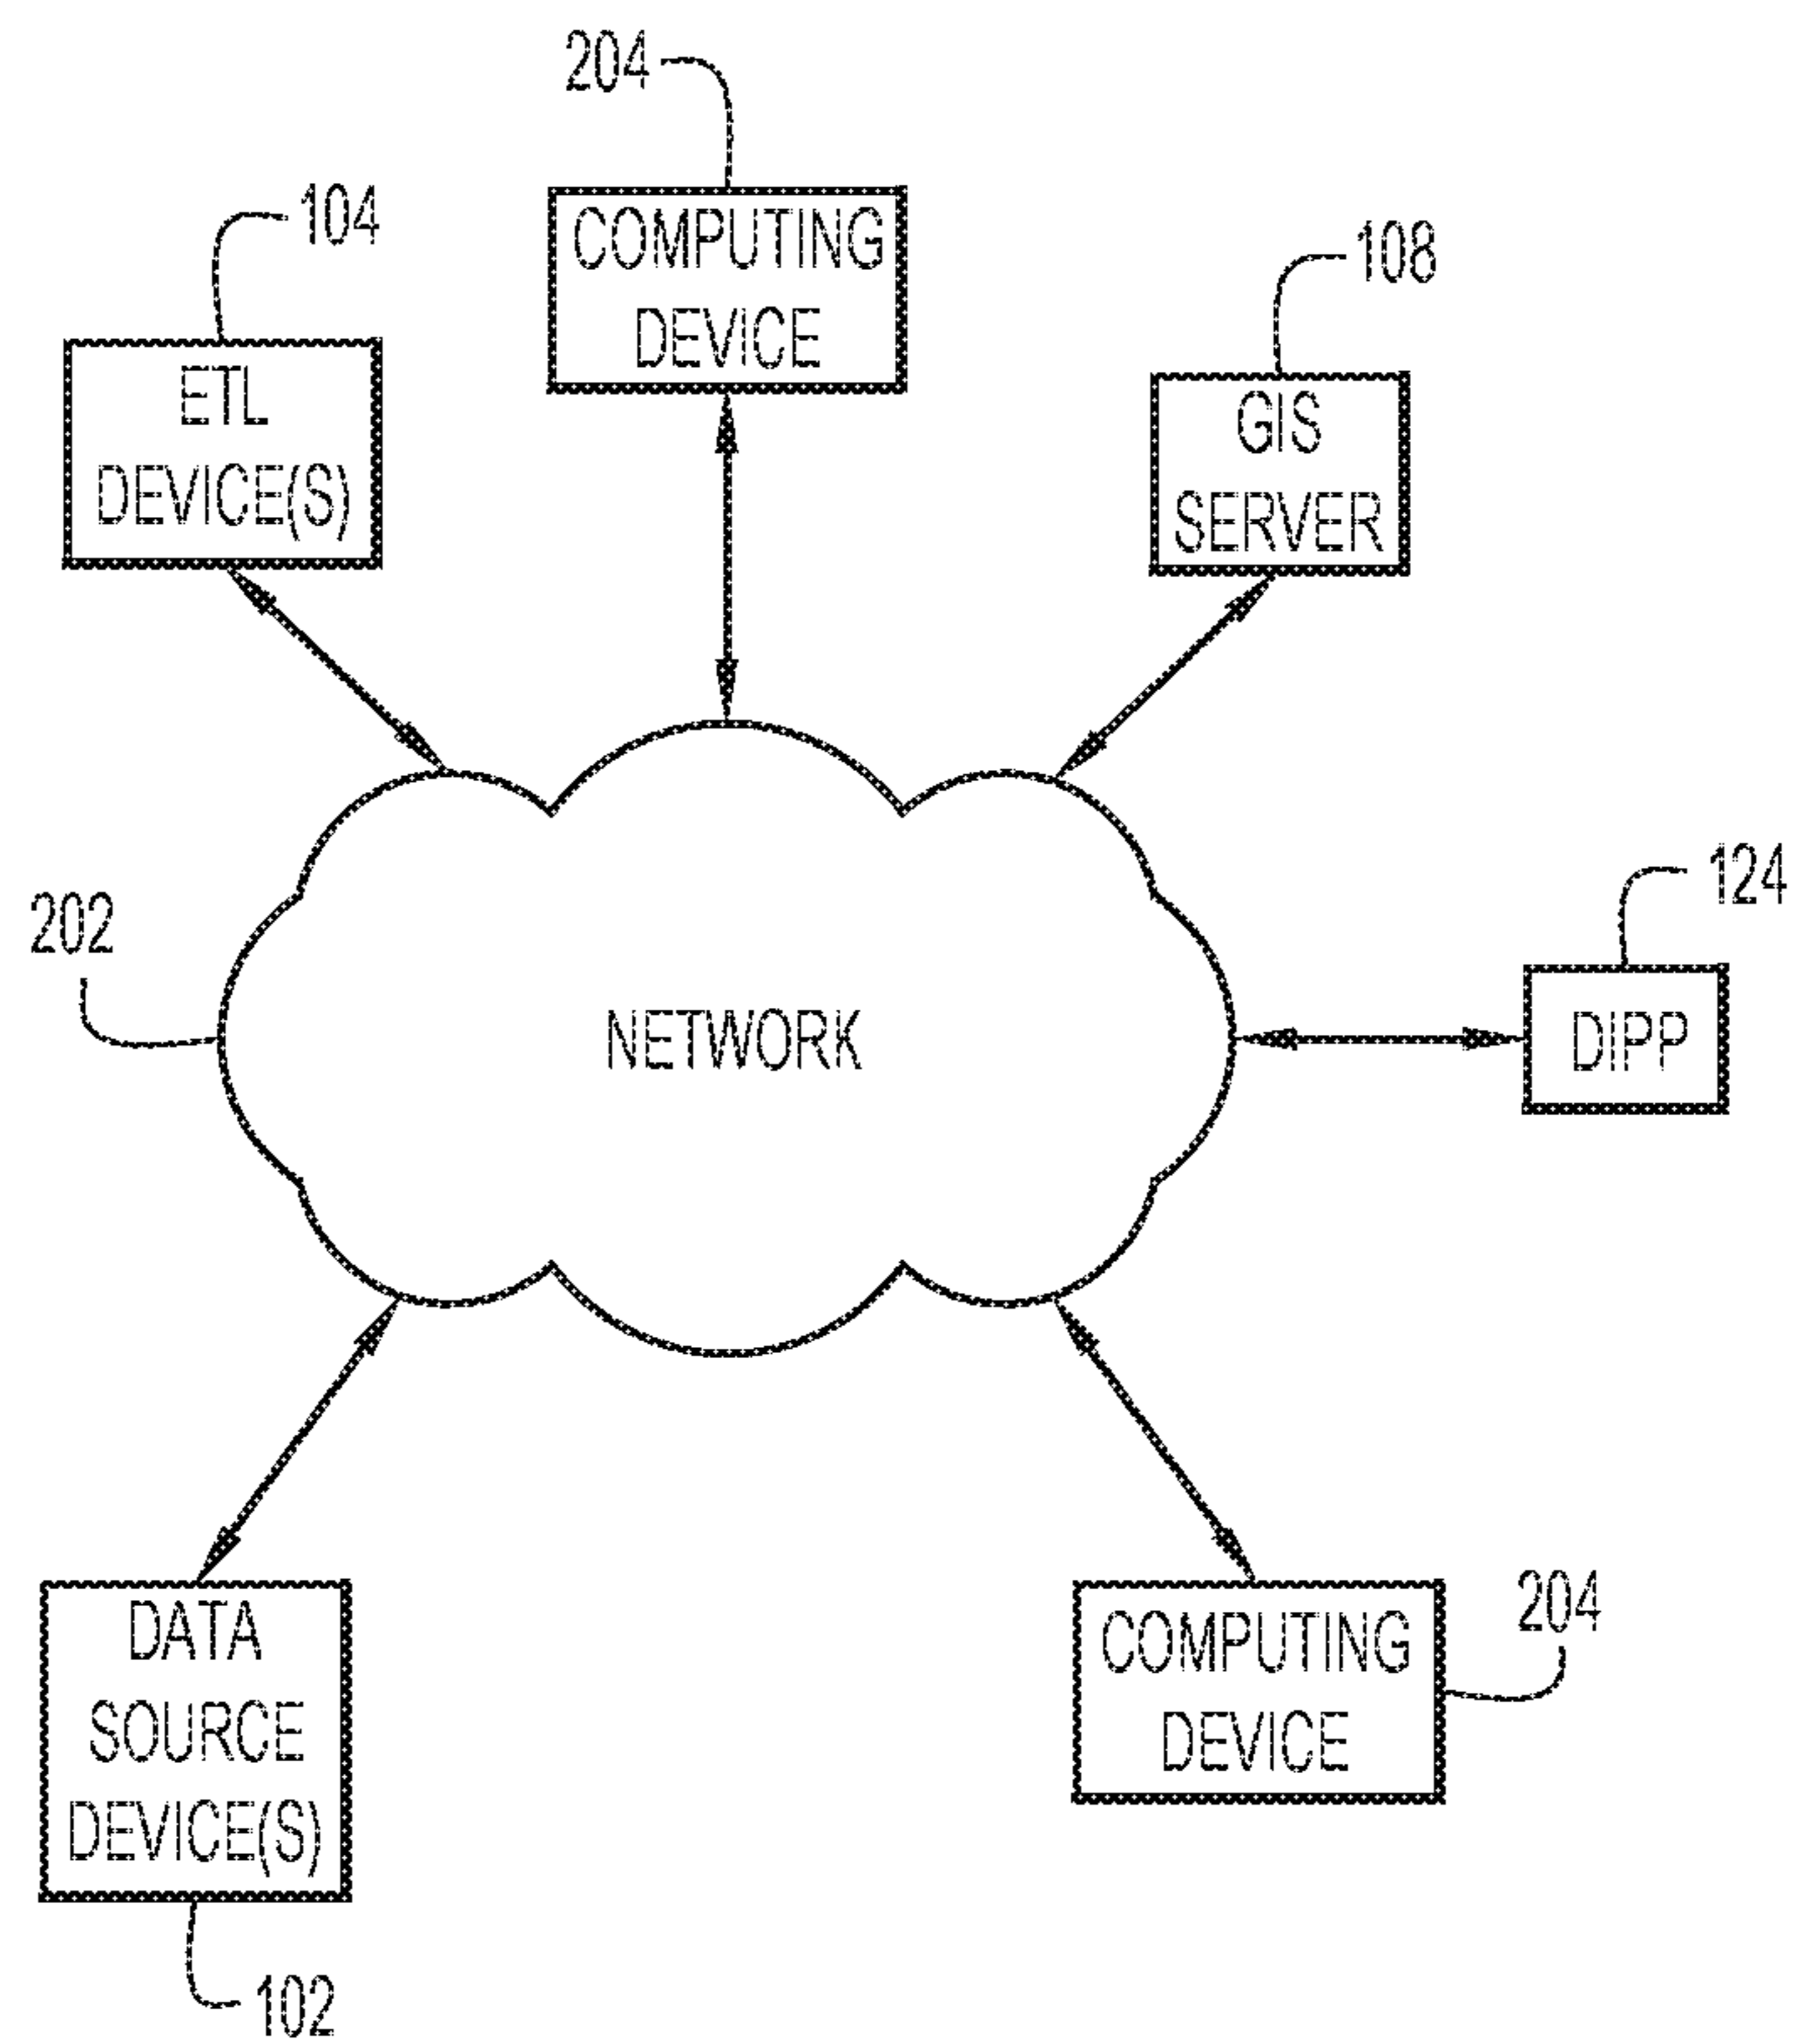 204
104
COMPUTING
DEVICE
108
ETL
DEVICE(S)
GIS
SERVER
124
202
NETWORK
DIPP
DATA
SOURCE
DEVICE(S)
COMPUTING
DEVICE
204
102